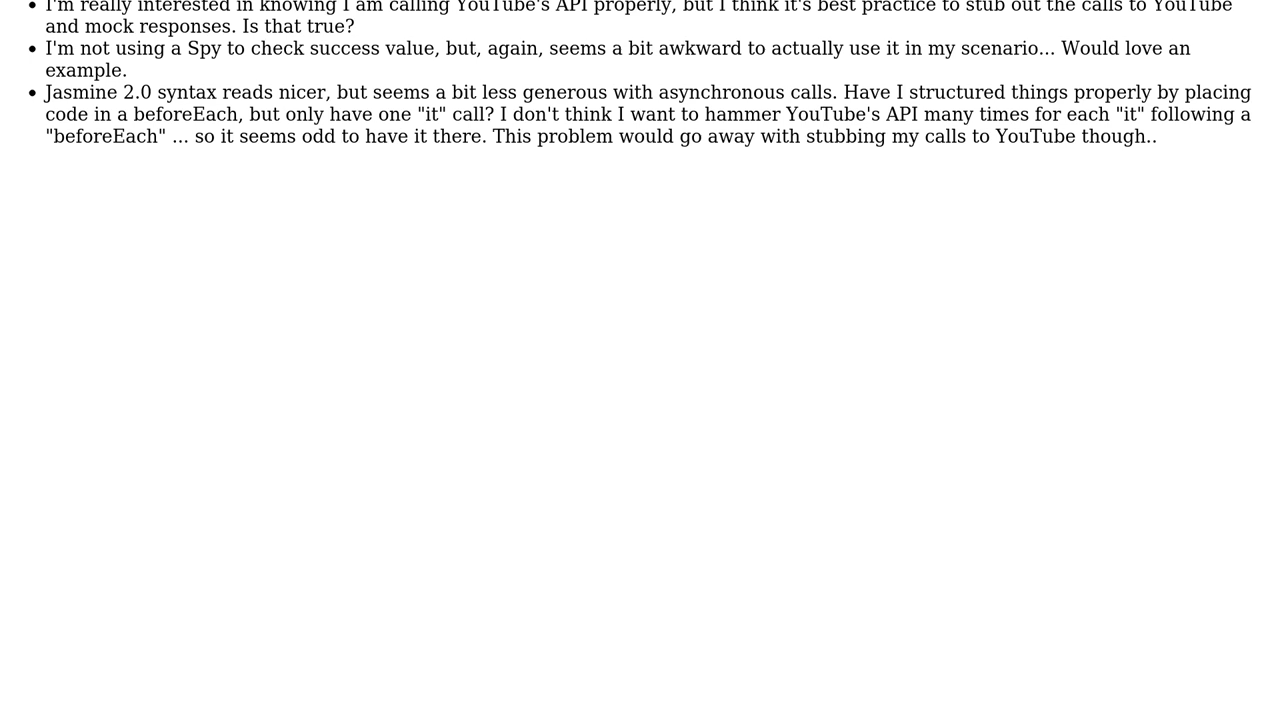 I'm really interested in knowing I am calling YouTube's API properly, but I think it's best practice to stub out the calls to YouTube
and mock responses. Is that true?
I'm not using a Spy to check success value, but, again, seems a bit awkward to actually use it in my scenario... Would love an
example.
Jasmine 2.0 syntax reads nicer, but seems a bit less generous with asynchronous calls. Have I structured things properly by placing
code in a beforeEach, but only have one "it" call? I don't think I want to hammer YouTube's API many times for each "it" following a
"beforeEach" ... so it seems odd to have it there. This problem would go away with stubbing my calls to YouTube though..